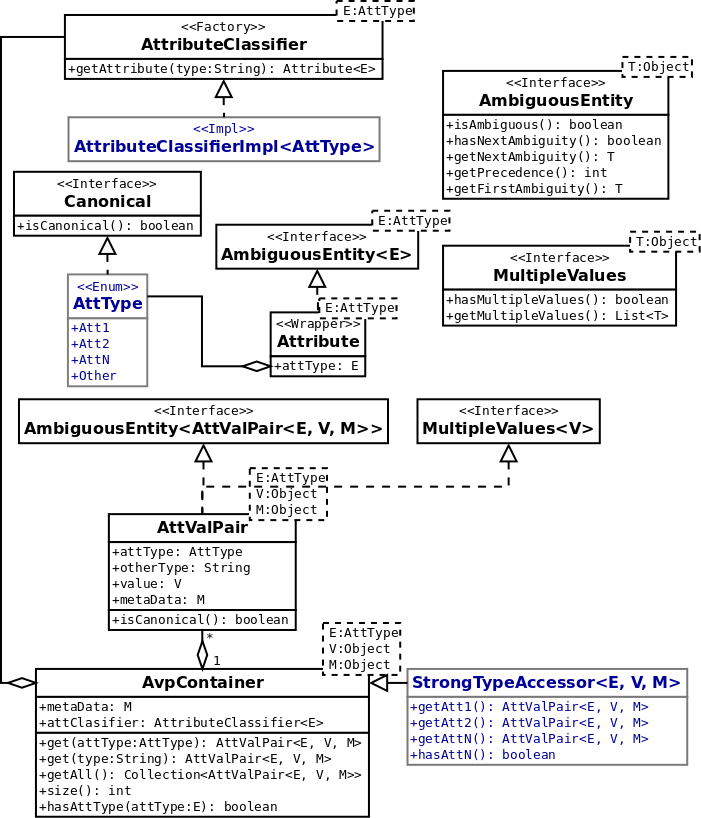 E:AttType
<<Factory>>
AttributeClassifier
+getAttribute(type:String): Attribute<E>
<<Impl>>
AttributeClassifierImpl<AttType>
T:Object
<<Interface>>
AmbiguousEntity
+isAmbiguous(): boolean
+hasNextAmbiguity(): boolean
+getNextAmbiguity(): T
+getPrecedence(): int
+getFirstAmbiguity(): T
<<Interface>>
Canonical
+isCanonical(): boolean
E:AttType
<<Interface>>
AmbiguousEntity<E>
T:Object
<<Interface>>
MultipleValues
+hasMultipleValues(): boolean
+getMultipleValues(): List<T>
<<Enum>>
AttType
+Att1
+Att2
+AttN
+Other
E:AttType
<<Wrapper>>
Attribute
+attType: E
<<Interface>>
AmbiguousEntity<AttValPair<E, V, M>>
<<Interface>>
MultipleValues<V>
E:AttType
V:Object
M:Object
AttValPair
+attType: AttType
+otherType: String
+value: V
+metaData: M
+isCanonical(): boolean
*
1
E:AttType
V:Object
M:Object
AvpContainer
+metaData: M
+attClasifier: AttributeClassifier<E>
+get(attType:AttType): AttValPair<E, V, M>
+get(type:String): AttValPair<E, V, M>
+getAll(): Collection<AttValPair<E, V, M>>
+size(): int
+hasAttType(attType:E): boolean
StrongTypeAccessor<E, V, M>
+getAtt1(): AttValPair<E, V, M>
+getAtt2(): AttValPair<E, V, M>
+getAttN(): AttValPair<E, V, M>
+hasAttN(): boolean